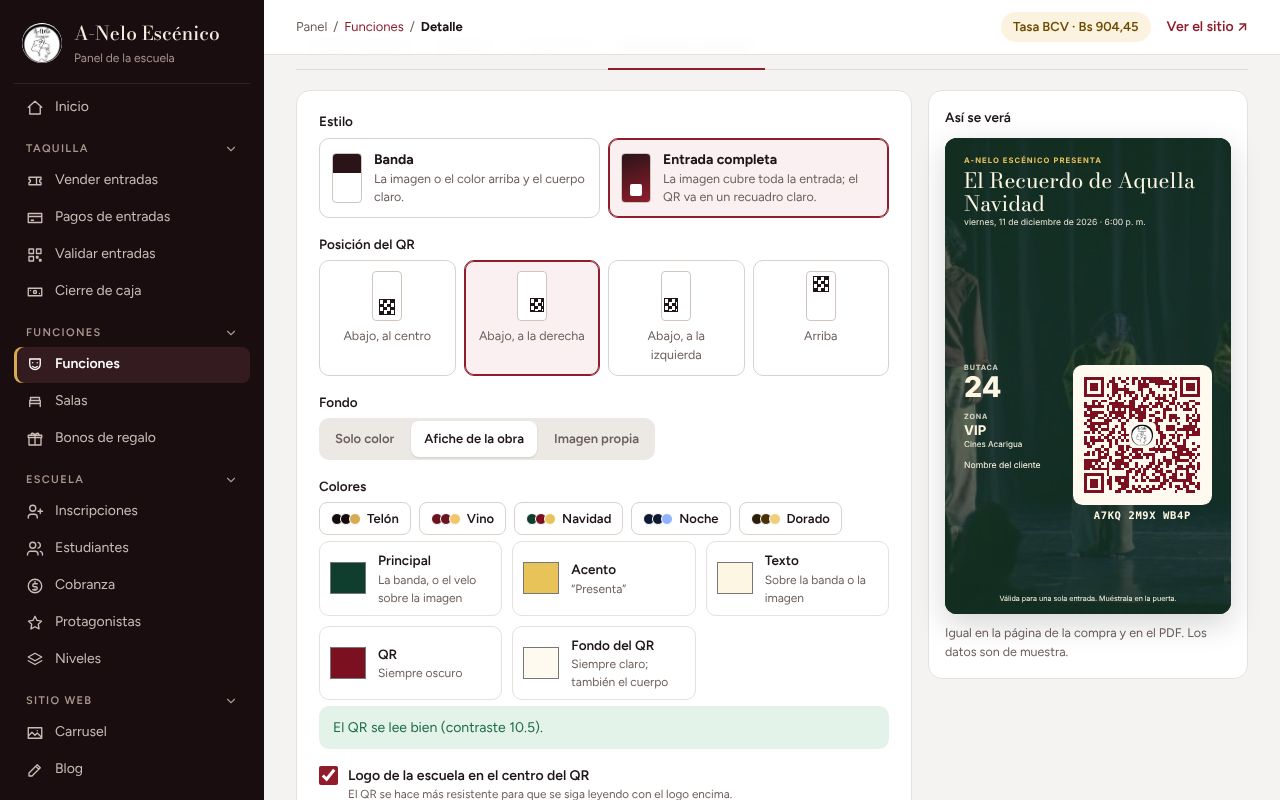 A-Nelo Escénico
Panel de la escuela
Inicio
TAQUILLA
Vender entradas
Pagos de entradas
Validar entradas
Cierre de caja
FUNCIONES
Funciones
Salas
Bonos de regalo
ESCUELA
Inscripciones
Estudiantes
Cobranza
Protagonistas
Niveles
SITIO WEB
Carrusel
Blog
Panel / Funciones / Detalle
Tasa BCV · Bs 904,45
Ver el sitio ↗
Estilo
Banda
La imagen o el color arriba y el cuerpo
claro.
Entrada completa
La imagen cubre toda la entrada; el
QR va en un recuadro claro.
Posición del QR
Abajo, al centro
Abajo, a la derecha
Abajo, a la
izquierda
Arriba
Fondo
Solo color
Afiche de la obra
Imagen propia
Colores
Telón
Vino
Navidad
Noche
Dorado
Principal
La banda, o el velo
sobre la imagen
Acento
“Presenta”
Texto
Sobre la banda o la
imagen
QR
Siempre oscuro
Fondo del QR
Siempre claro;
también el cuerpo
El QR se lee bien (contraste 10.5).
Logo de la escuela en el centro del QR
El QR se hace más resistente para que se siga leyendo con el logo encima.
Así se verá
A-NELO ESCÉNICO PRESENTA
El Recuerdo de Aquella
Navidad
viernes, 11 de diciembre de 2026 · 6:00 p. m.
BUTACA
24
ZONA
VIP
Cines Acarigua
Nombre del cliente
A7KQ 2M9X WB4P
Válida para una sola entrada. Muéstrala en la puerta.
Igual en la página de la compra y en el PDF. Los
datos son de muestra.